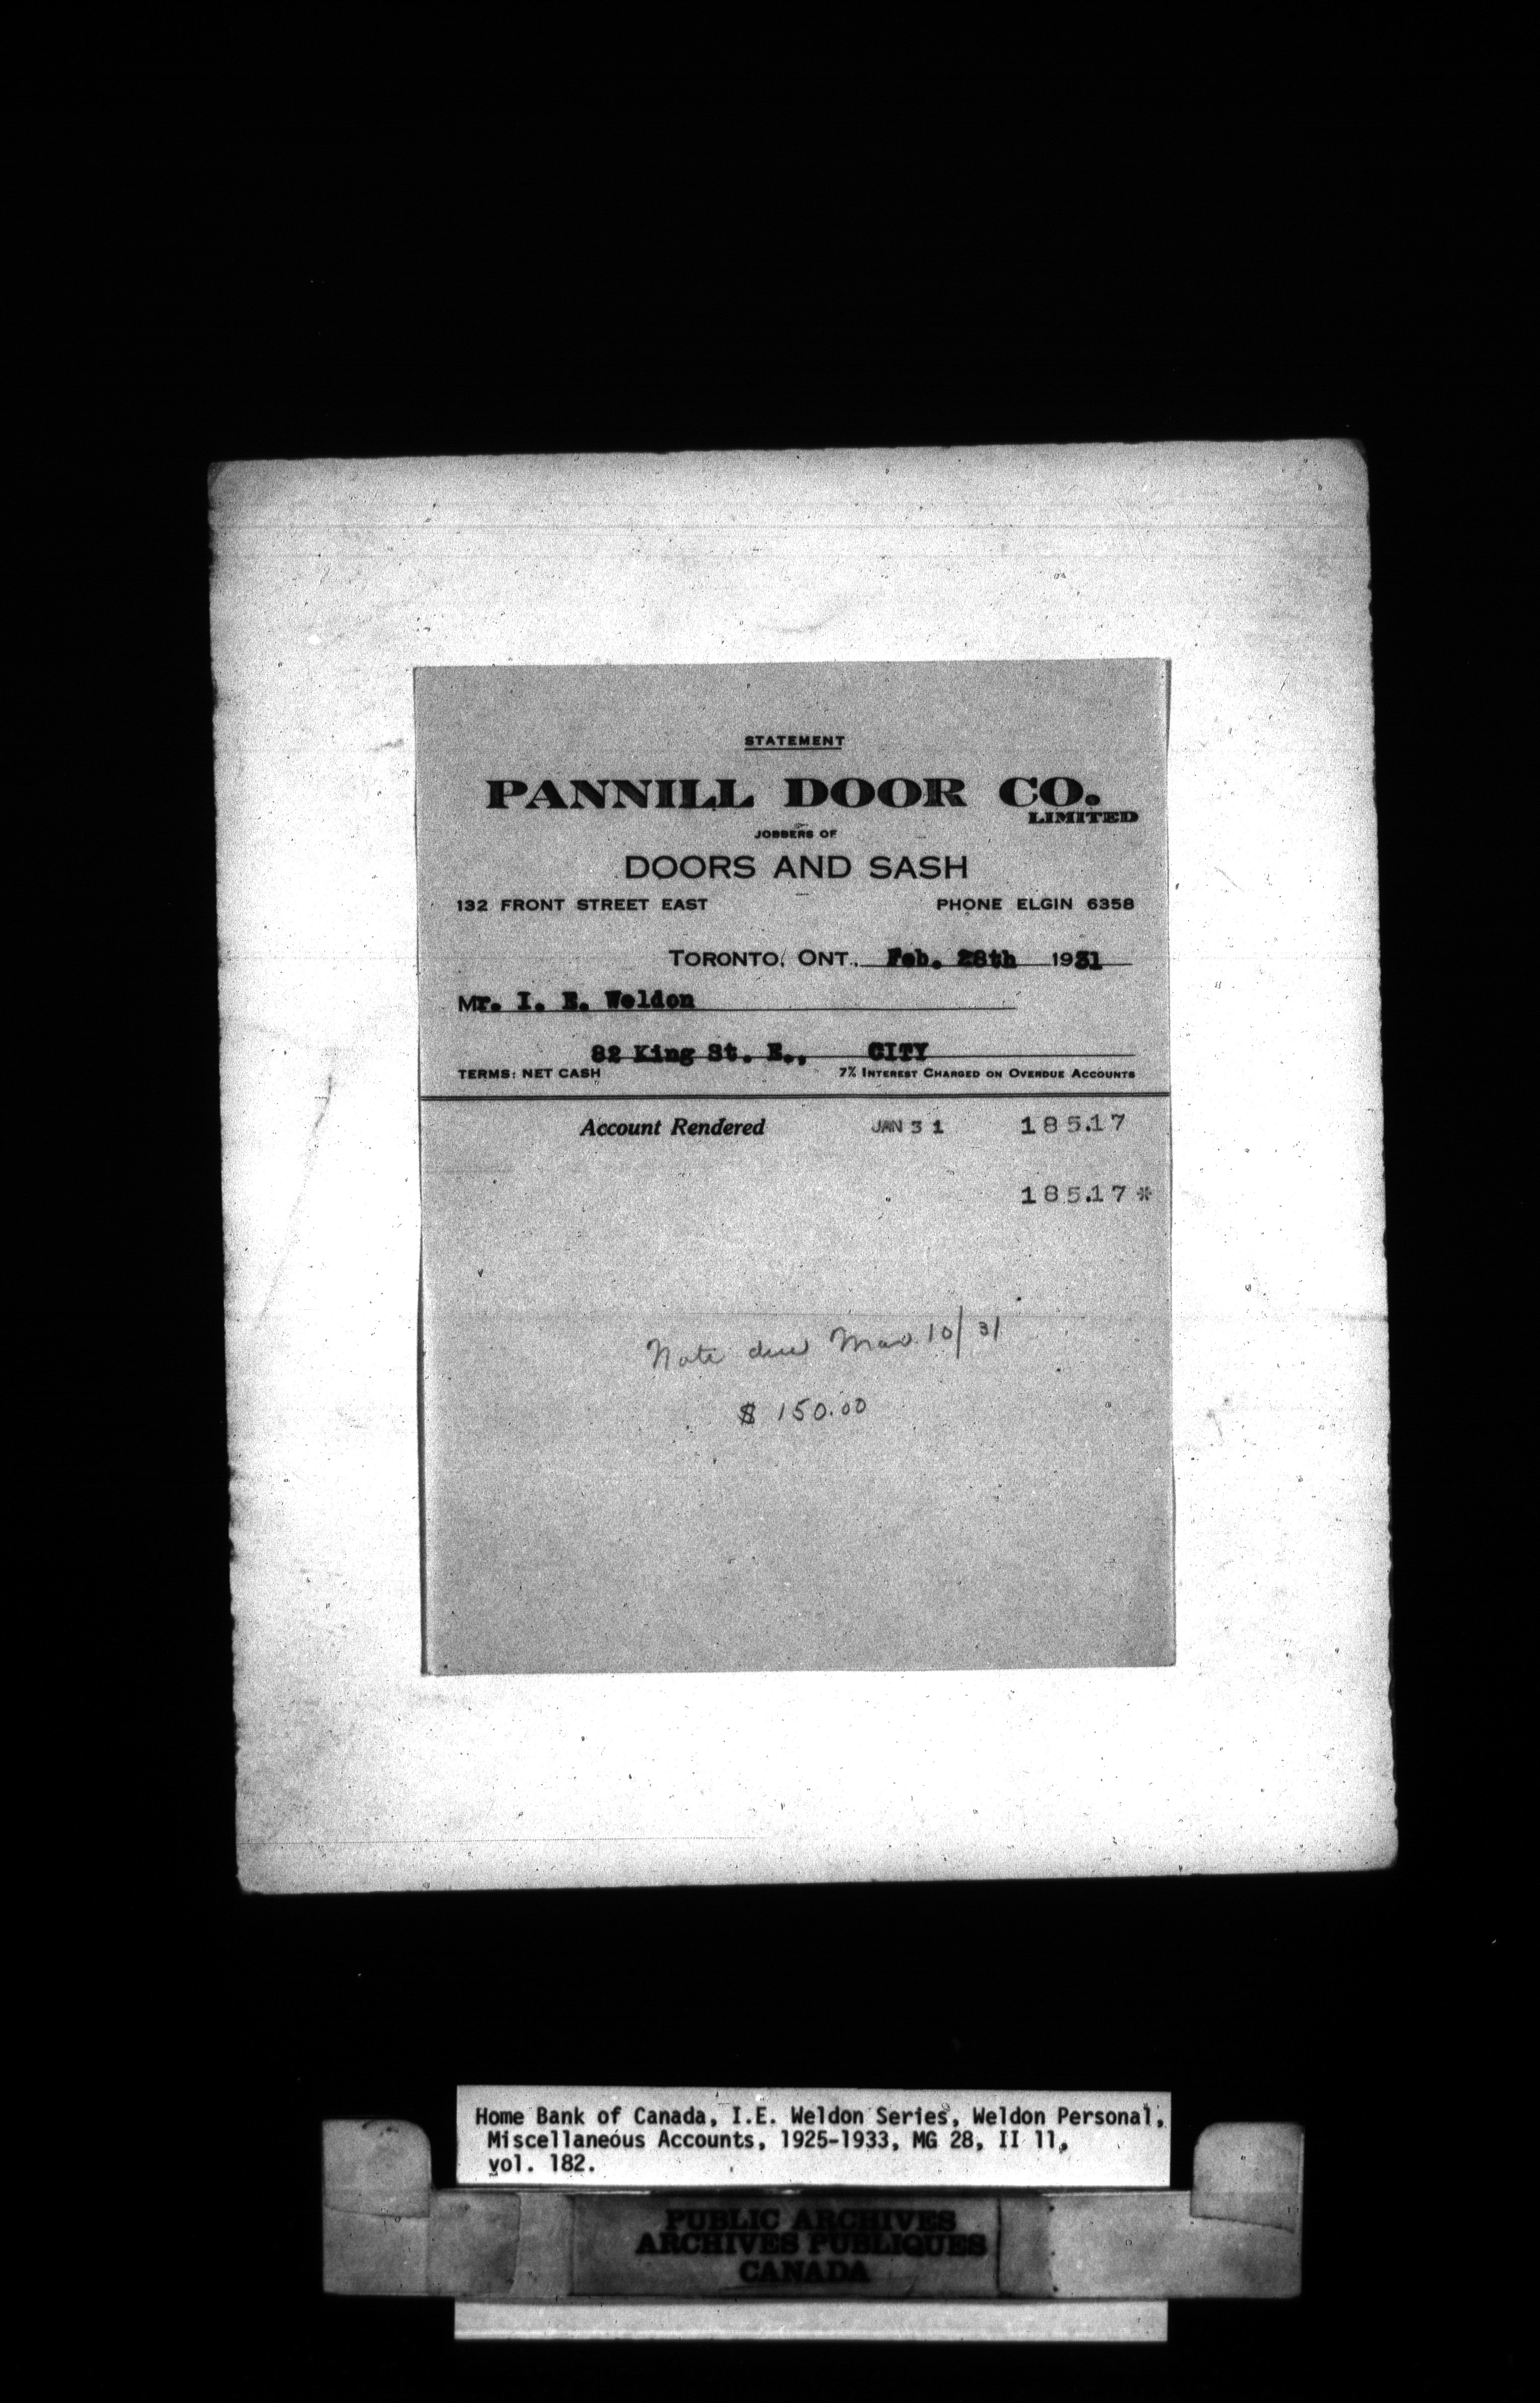 STATEMENT
PANNILL DOOR CO.
LIMITED
JOBBERS OF
DOORS AND SASH
132 FRONT STREET EAST PHONE ELGIN 6358
TORONTO, ONT., Feb. 28th 1931
Mr. I. E. Weldon
82 King St. E., CITY
TERMS: NET CASH 7% INTEREST CHARGED ON OVERDUE ACCOUNTS
Account Rendered JAN 31 185.17
185.17 *
Note due Mar 10/31
$ 150.00
Home Bank of Canada, I.E. Weldon Series, Weldon Personal,
Miscellaneous Accounts, 1925-1933, MG 28, II 11,
vol. 182.
PUBLIC ARCHIVES
ARCHIVES PUBLIQUES
CANADA